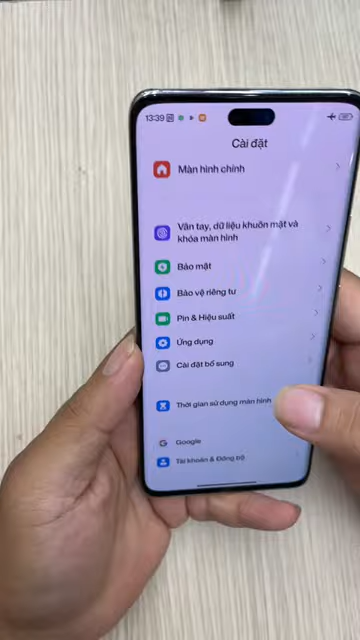 13:39
Cài đặt
Màn hình chính
Vân tay, dữ liệu khuôn mặt và
khóa màn hình
Bảo mật
Bảo vệ riêng tư
Pin & Hiệu suất
Ứng dụng
Cài đặt bổ sung
Thời gian sử dụng màn hình
Google
Tài khoản & Đồng bộ